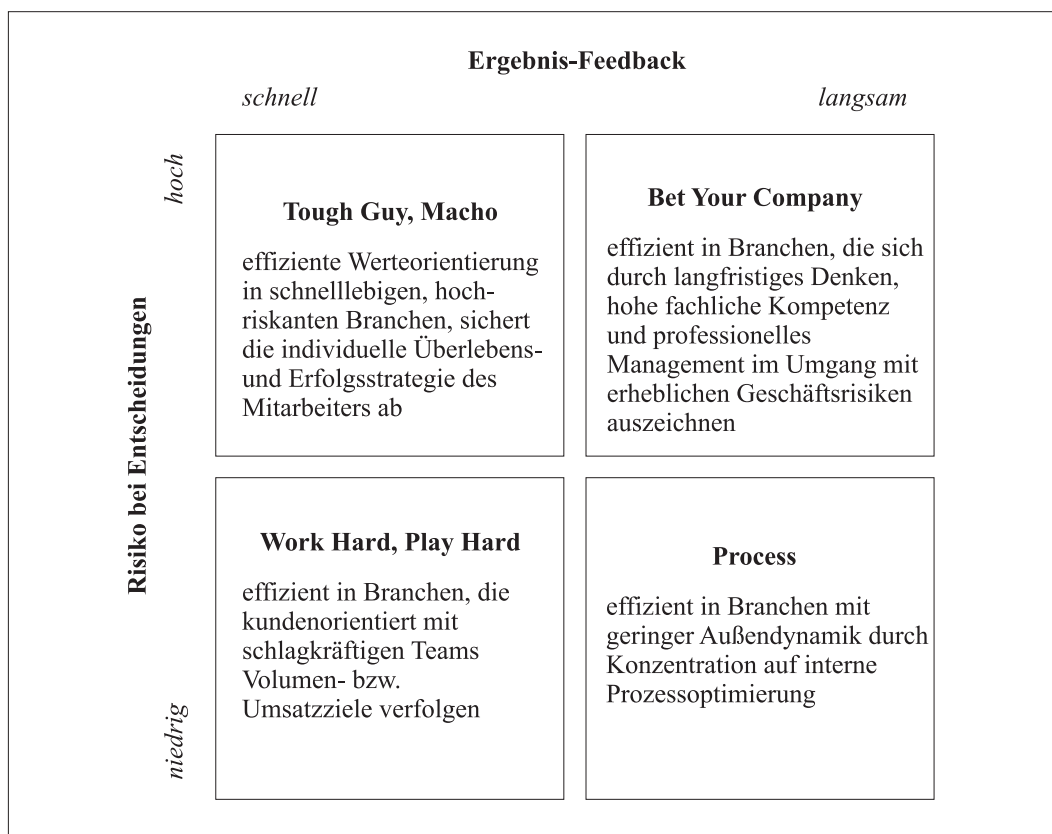 Ergebnis-Feedback
schnell
langsam
hoch
Risiko bei Entscheidungen
niedrig
Tough Guy, Macho
effiziente Werteorientierung
in schnelllebigen, hoch-
riskanten Branchen, sichert
die individuelle Überlebens-
und Erfolgsstrategie des
Mitarbeiters ab
Bet Your Company
effizient in Branchen, die sich
durch langfristiges Denken,
hohe fachliche Kompetenz
und professionelles
Management im Umgang mit
erheblichen Geschäftsrisiken
auszeichnen
Work Hard, Play Hard
effizient in Branchen, die
kundenorientiert mit
schlagkräftigen Teams
Volumen- bzw.
Umsatzziele verfolgen
Process
effizient in Branchen mit
geringer Außendynamik durch
Konzentration auf interne
Prozessoptimierung